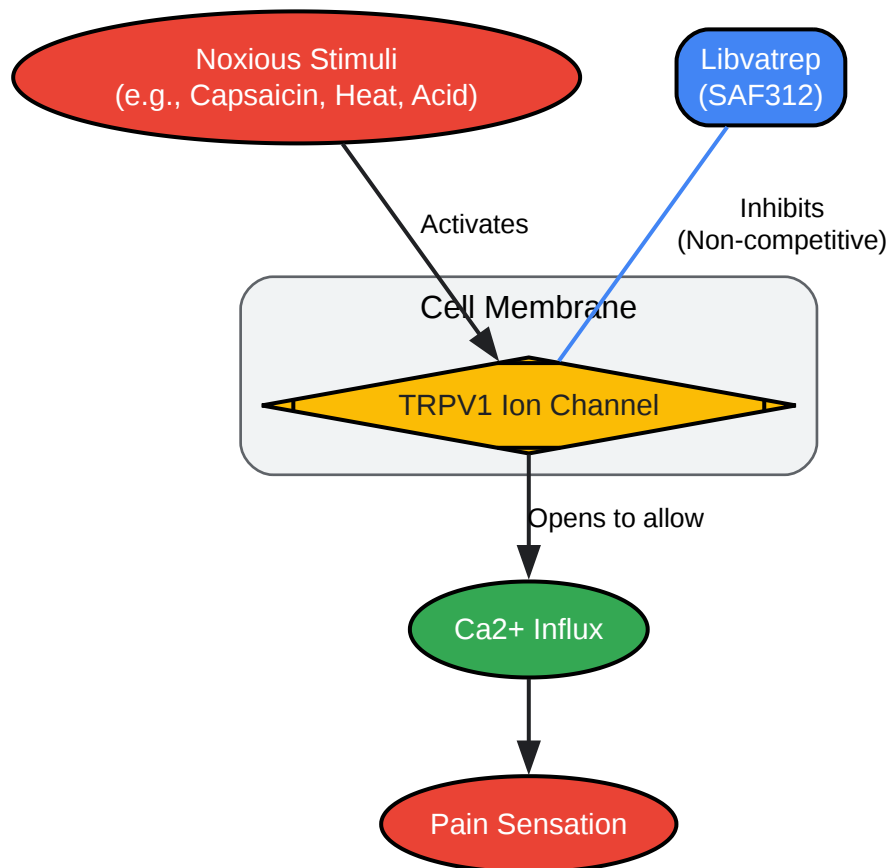 Noxious Stimuli
(e.g., Capsaicin, Heat, Acid)
Libvatrep
(SAF312)
Activates
Inhibits
(Non-competitive)
Cell Membrane
TRPV1 Ion Channel
Opens to allow
Ca2+ Influx
Pain Sensation